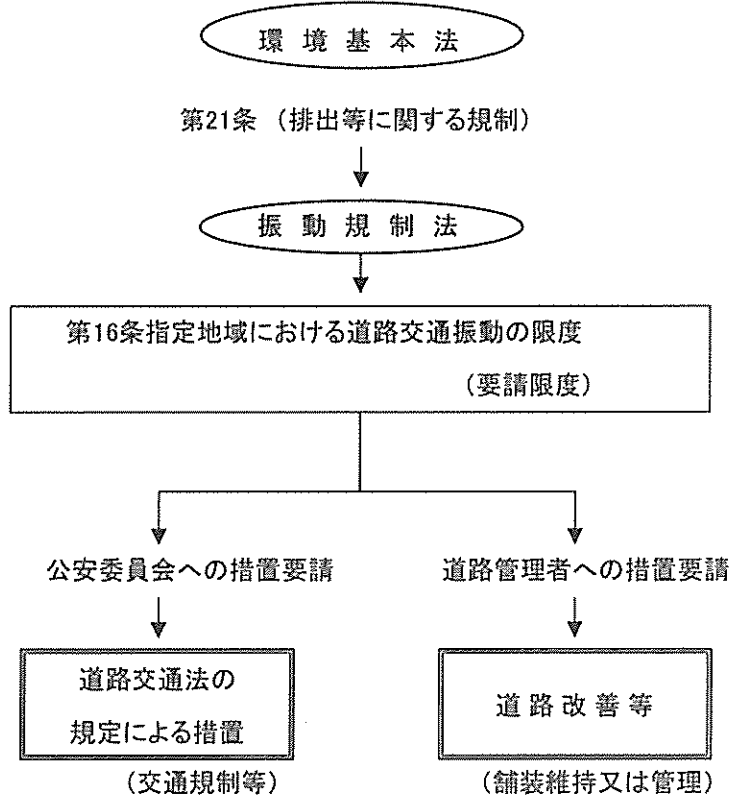 環境基本法
第21条 （排出等に関する規制）
振動規制法
第16条指定地域における道路交通振動の限度
（要請限度）
公安委員会への措置要請
道路管理者への措置要請
道路交通法の
規定による措置
道路改善等
（交通規制等）
（舗装維持又は管理）